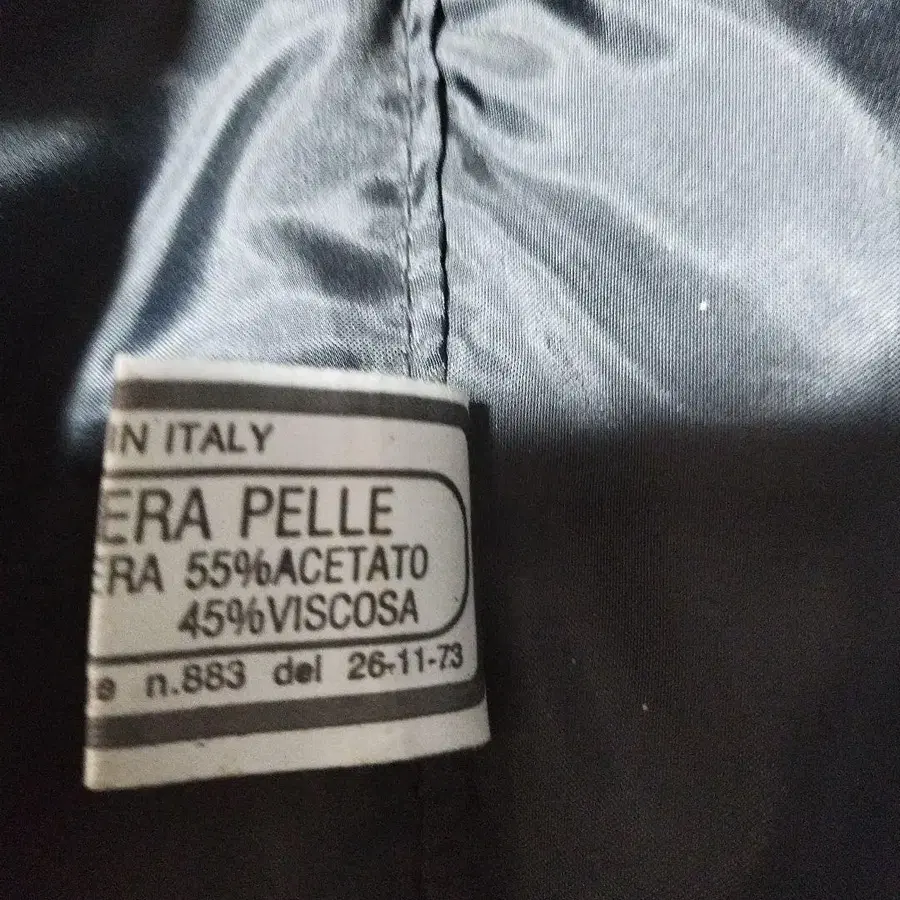 IN ITALY
ERA PELLE
ERA 55%ACETATO
45%VISCOSA
e n.883 del 26-11-73